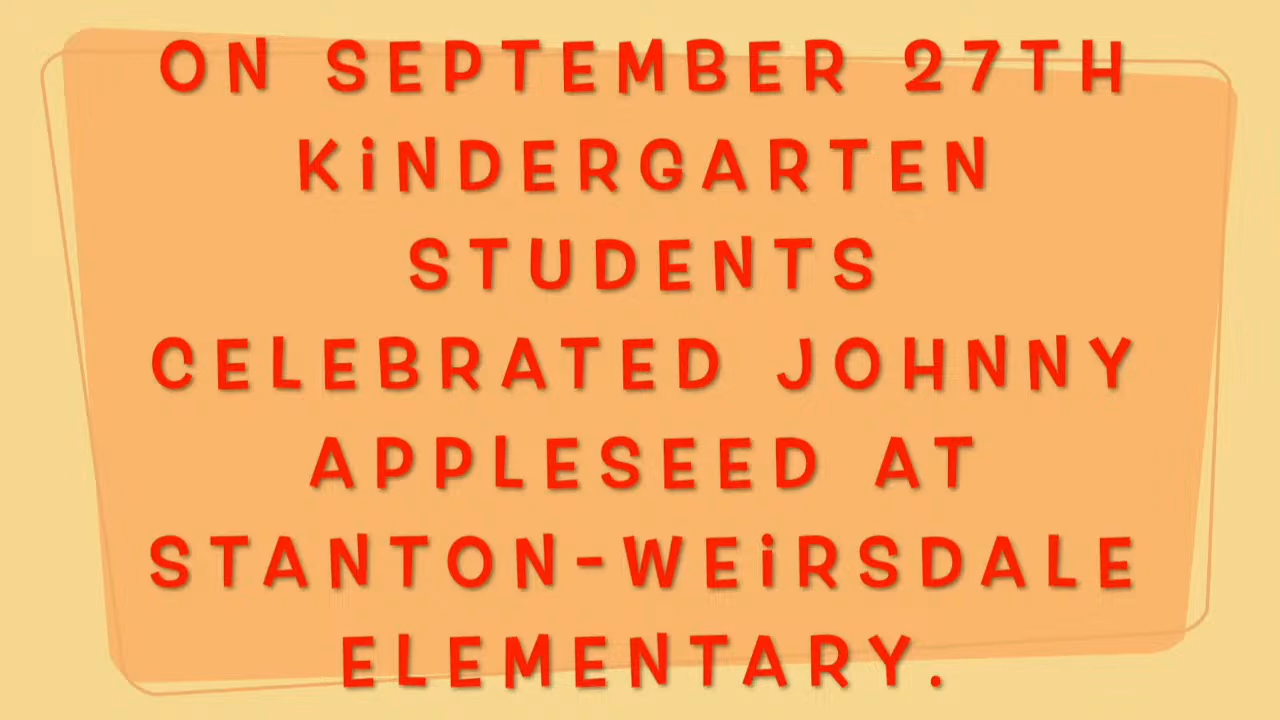 ON SEPTEMBER 27TH
KiNDERGARTEN
STUDENTS
CELEBRATED JOHNNY
APPLESEED AT
STANTON-WEiRSDALE
ELEMENTARY.